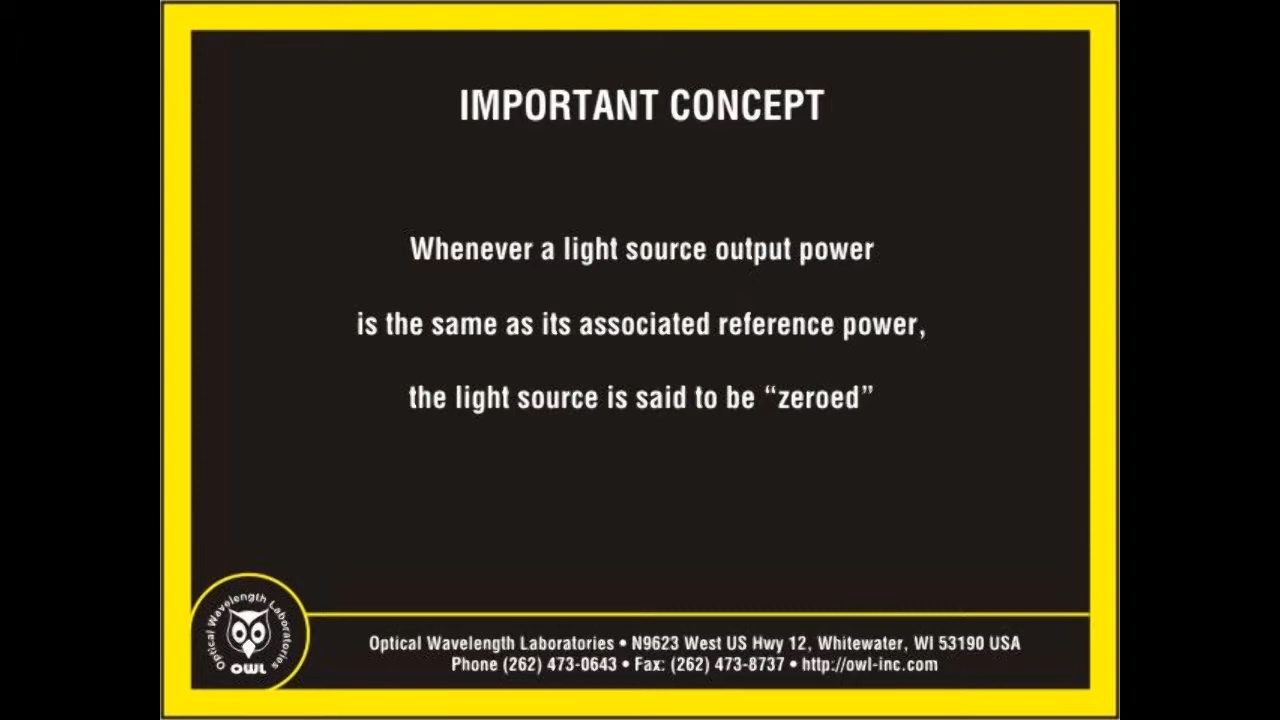 IMPORTANT CONCEPT
Whenever a light source output power
is the same as its associated reference power,
the light source is said to be “zeroed”
Optical Wavelength Laboratories
OWL
Optical Wavelength Laboratories • N9623 West US Hwy 12, Whitewater, WI 53190 USA
Phone (262) 473-0643 • Fax: (262) 473-8737 • http://owl-inc.com